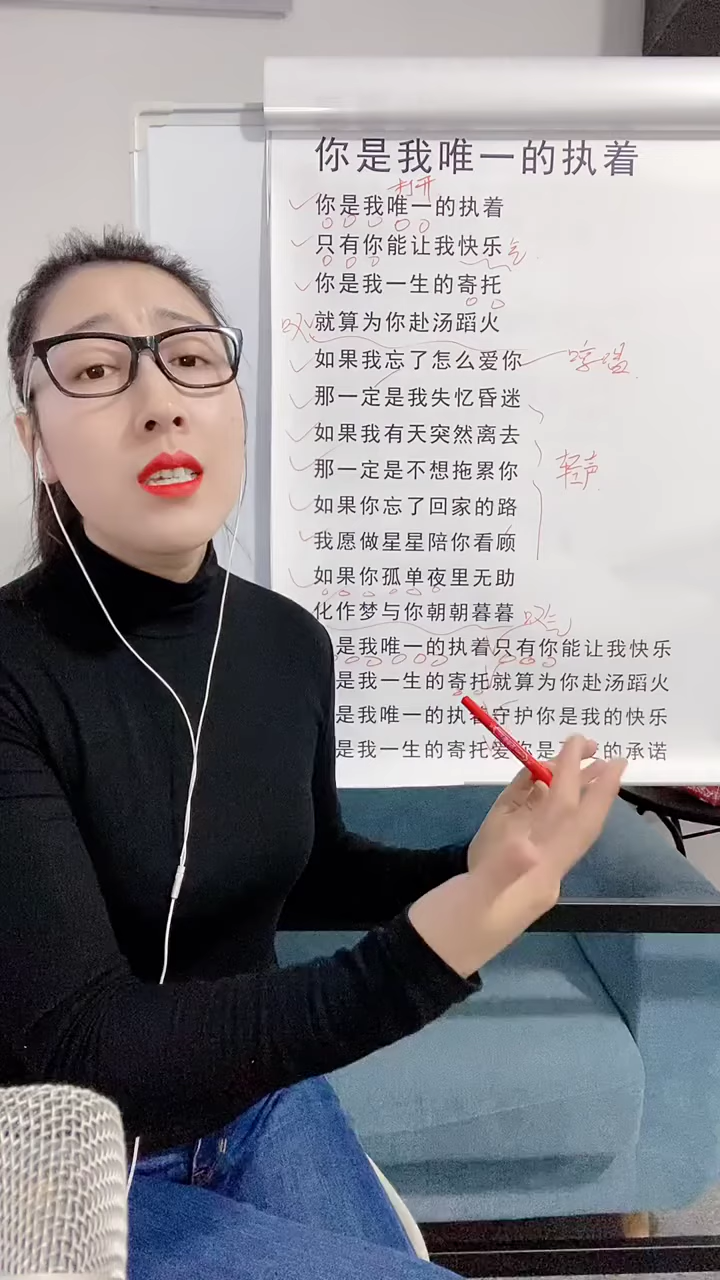 你是我唯一的执着
打开
你是我唯一的执着
只有你能让我快乐 气
你是我一生的寄托
叹 就算为你赴汤蹈火
如果我忘了怎么爱你
那一定是我失忆昏迷
如果我有天突然离去
那一定是不想拖累你 轻声
如果你忘了回家的路
我愿做星星陪你看顾
如果你孤单夜里无助
化作梦与你朝朝暮暮 叹气
是我唯一的执着只有你能让我快乐
是我一生的寄托就算为你赴汤蹈火
是我唯一的执 守护你是我的快乐
是我一生的寄托爱你是 的承诺